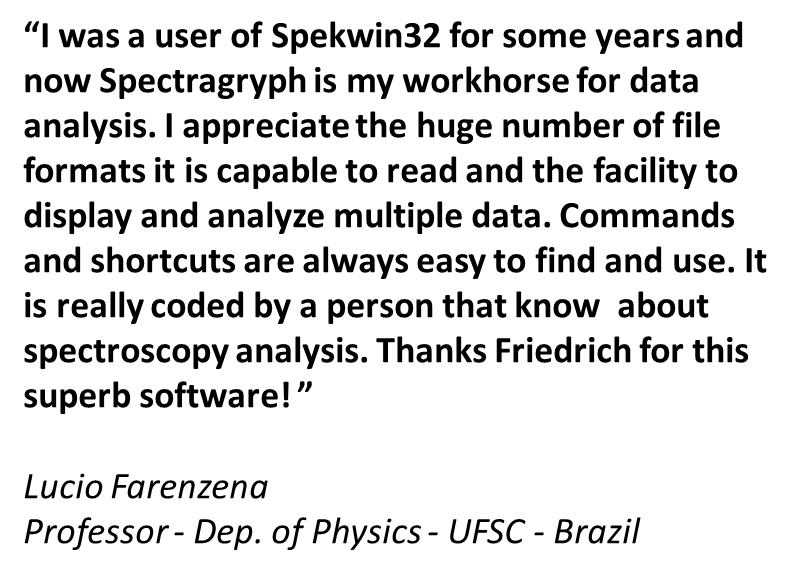 “I was a user of Spekwin32 for some years and
now Spectragryph is my workhorse for data
analysis. I appreciate the huge number of file
formats it is capable to read and the facility to
display and analyze multiple data. Commands
and shortcuts are always easy to find and use. It
is really coded by a person that know  about
spectroscopy analysis. Thanks Friedrich for this
superb software! ”
Lucio Farenzena
Professor - Dep. of Physics - UFSC - Brazil